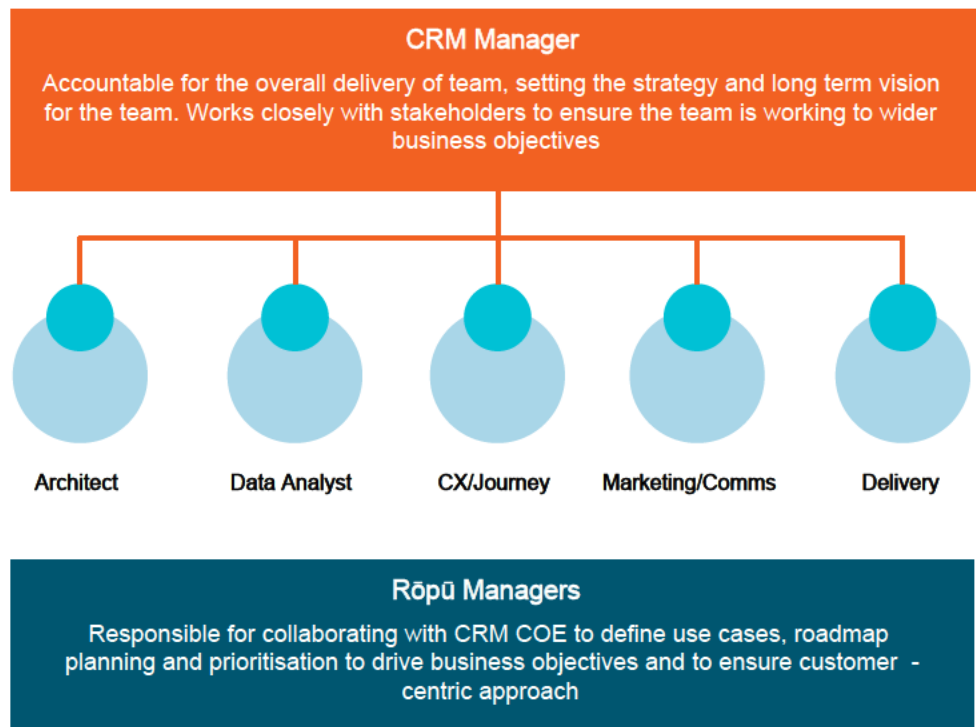 CRM Manager
Accountable for the overall delivery of team, setting the strategy and long term vision
for the team. Works closely with stakeholders to ensure the team is working to wider
business objectives
Architect
Data Analyst
CX/Journey
Marketing/Comms
Delivery
Rōpū Managers
Responsible for collaborating with CRM COE to define use cases, roadmap
planning and prioritisation to drive business objectives and to ensure customer -
centric approach